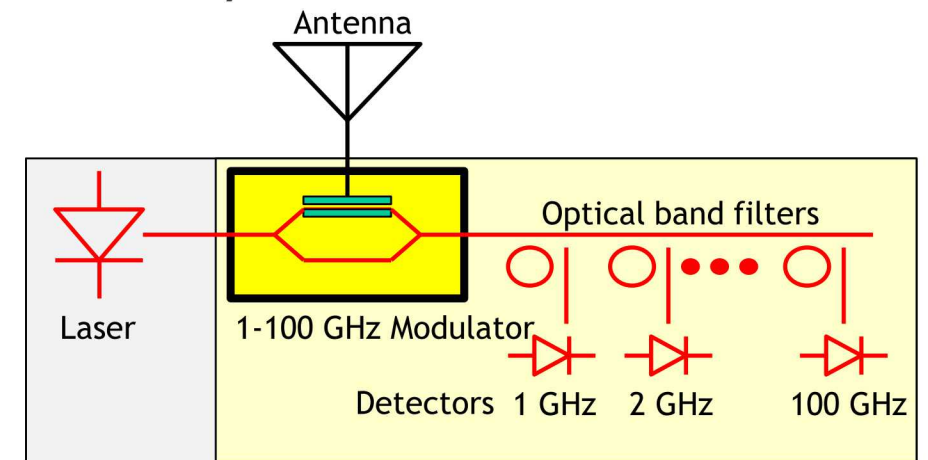 Antenna
Optical band filters
Laser
1-100 GHz Modulator
Detectors 1 GHz 2 GHz 100 GHz